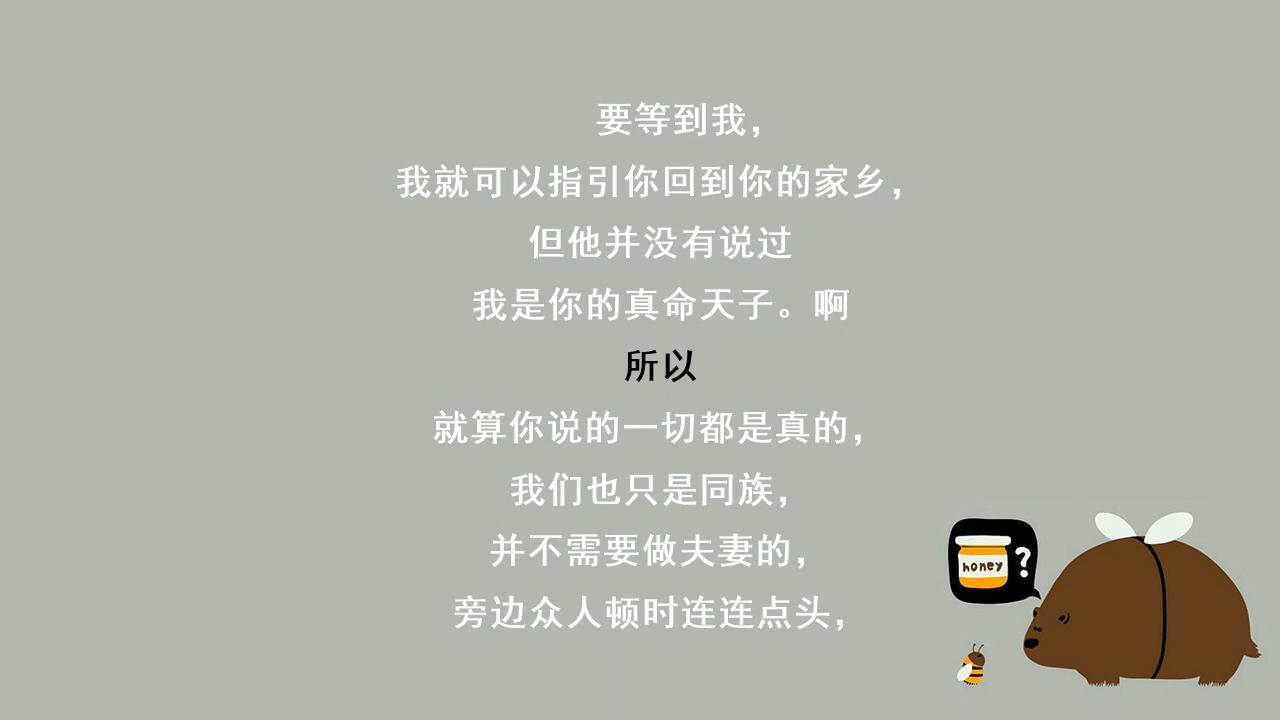 要等到我，
我就可以指引你回到你的家乡，
但他并没有说过
我是你的真命天子。啊
所以
就算你说的一切都是真的，
我们也只是同族，
并不需要做夫妻的，
旁边众人顿时连连点头，
honey ?